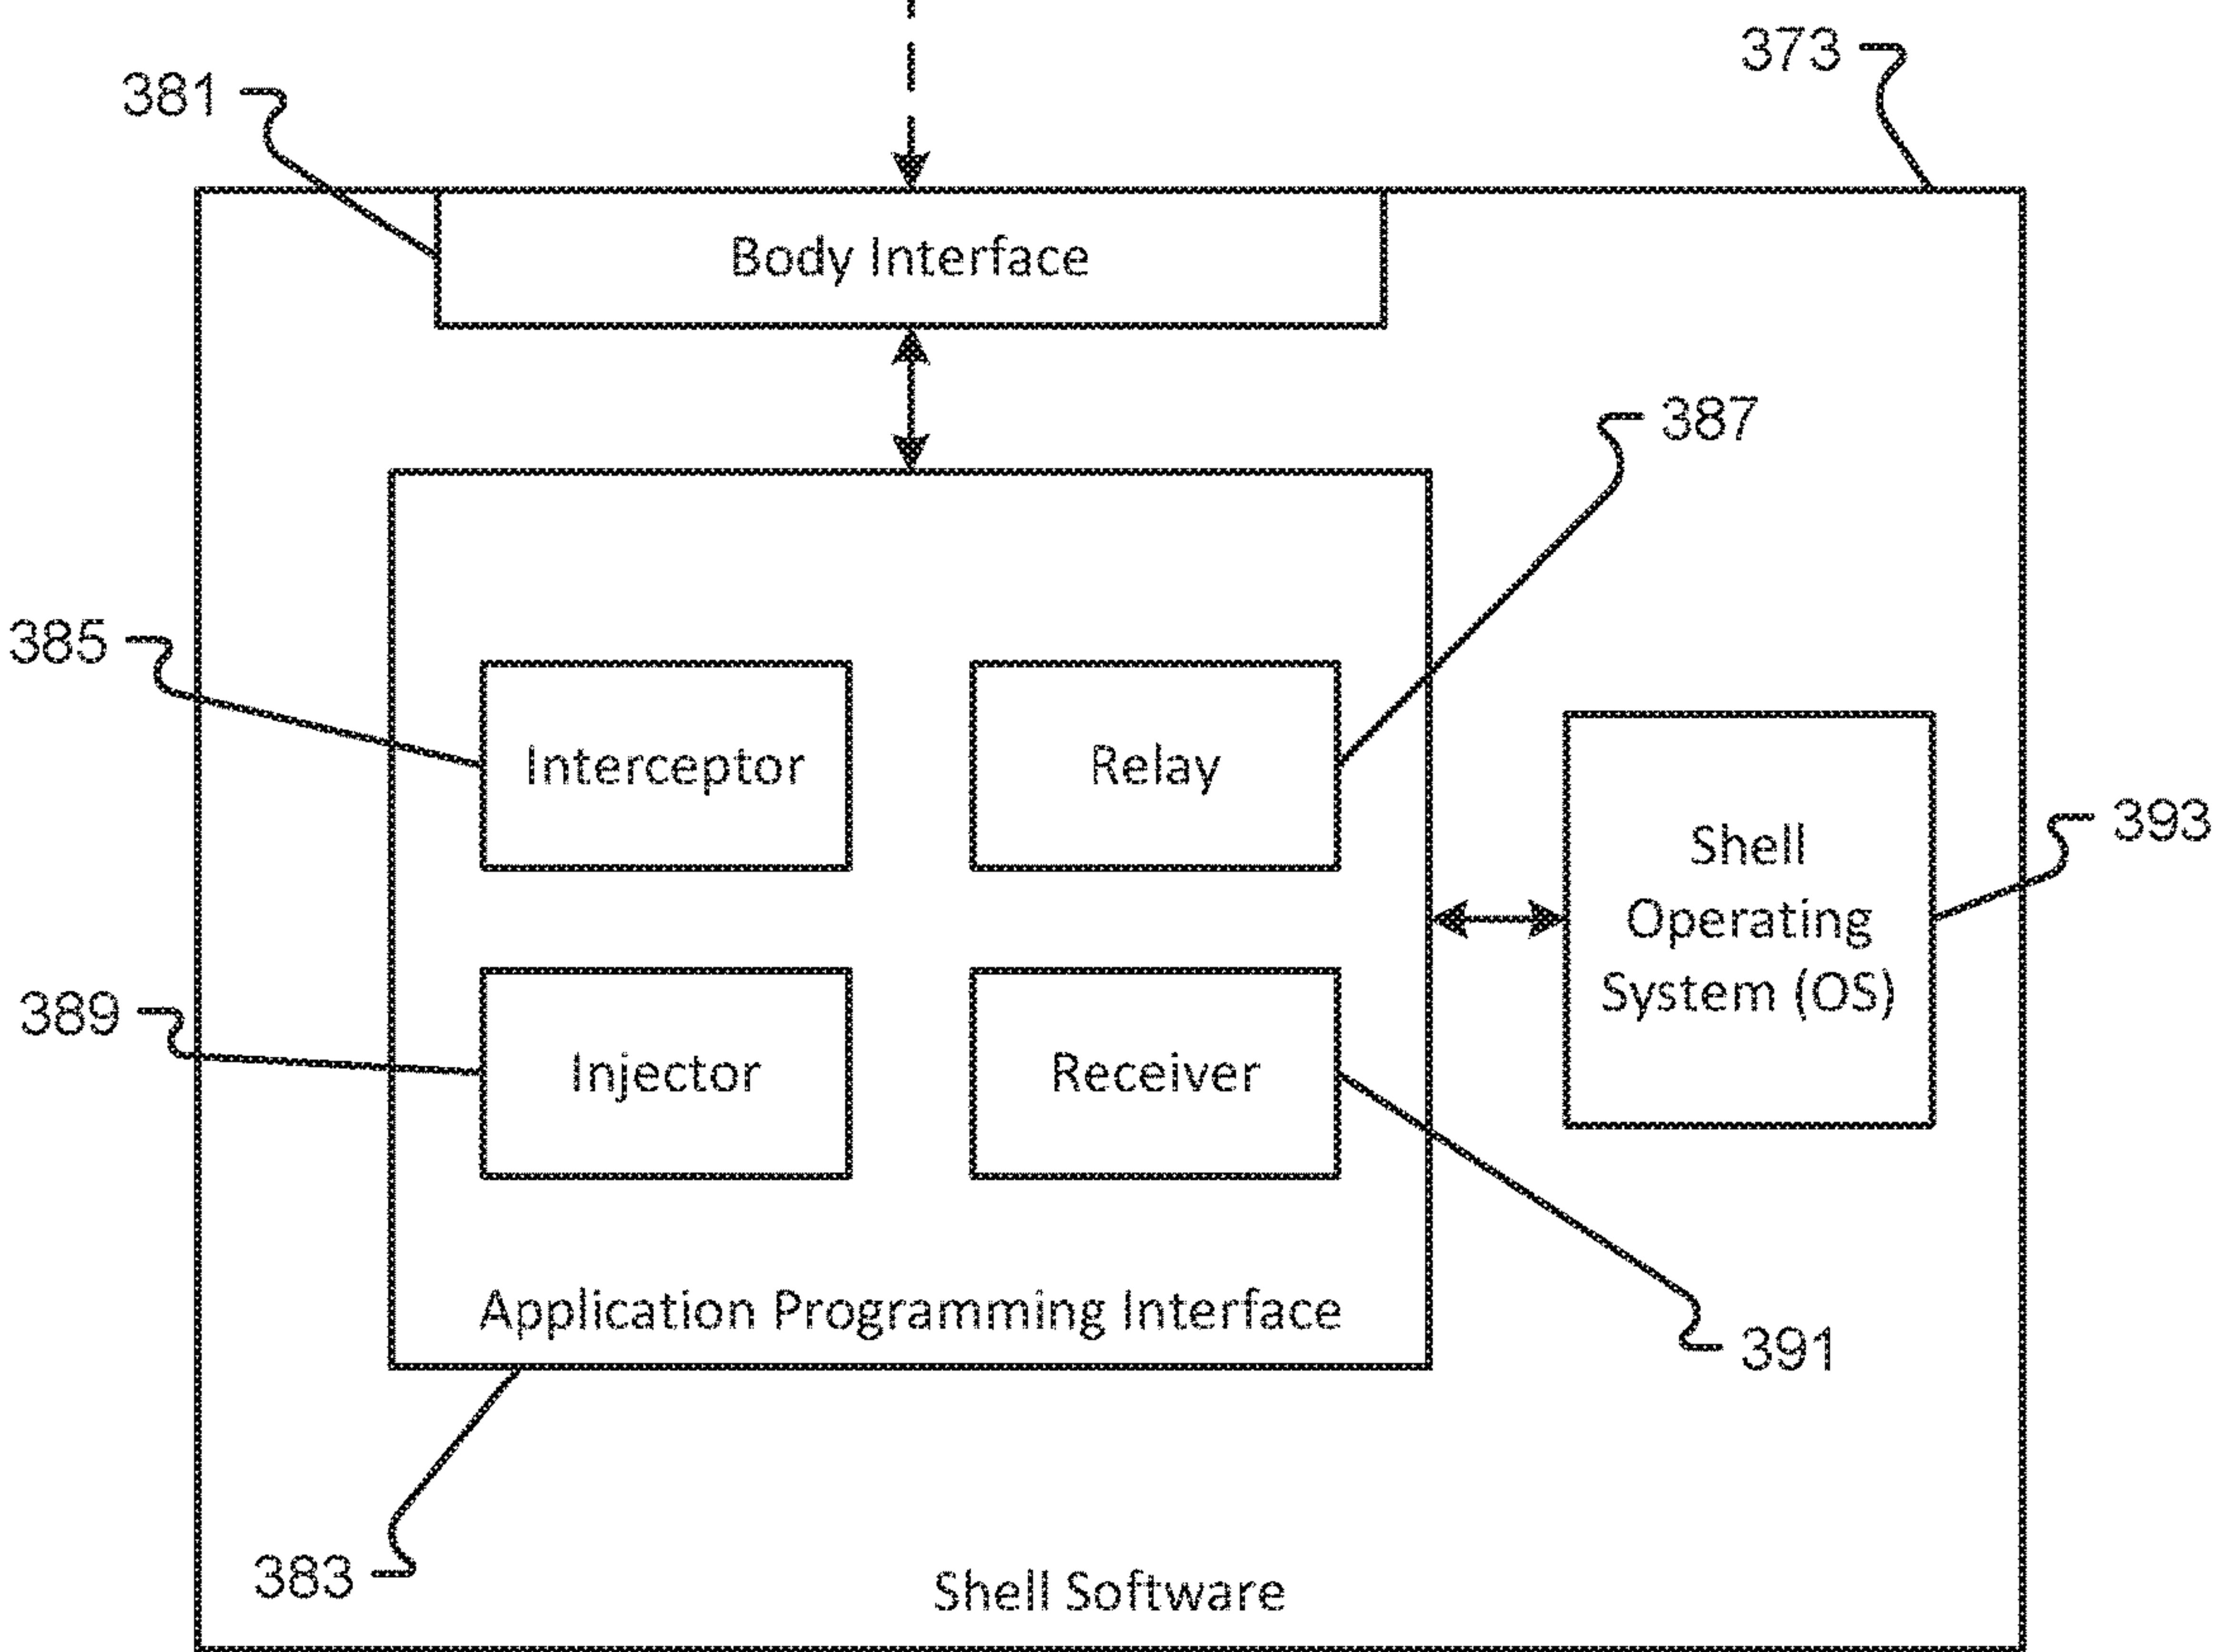 373
381
Body Interface
387
385
Interceptor
Relay
393
Shell
Operating
System (OS)
389
Injector
Receiver
Application Programming Interface
391
383
Shell Software